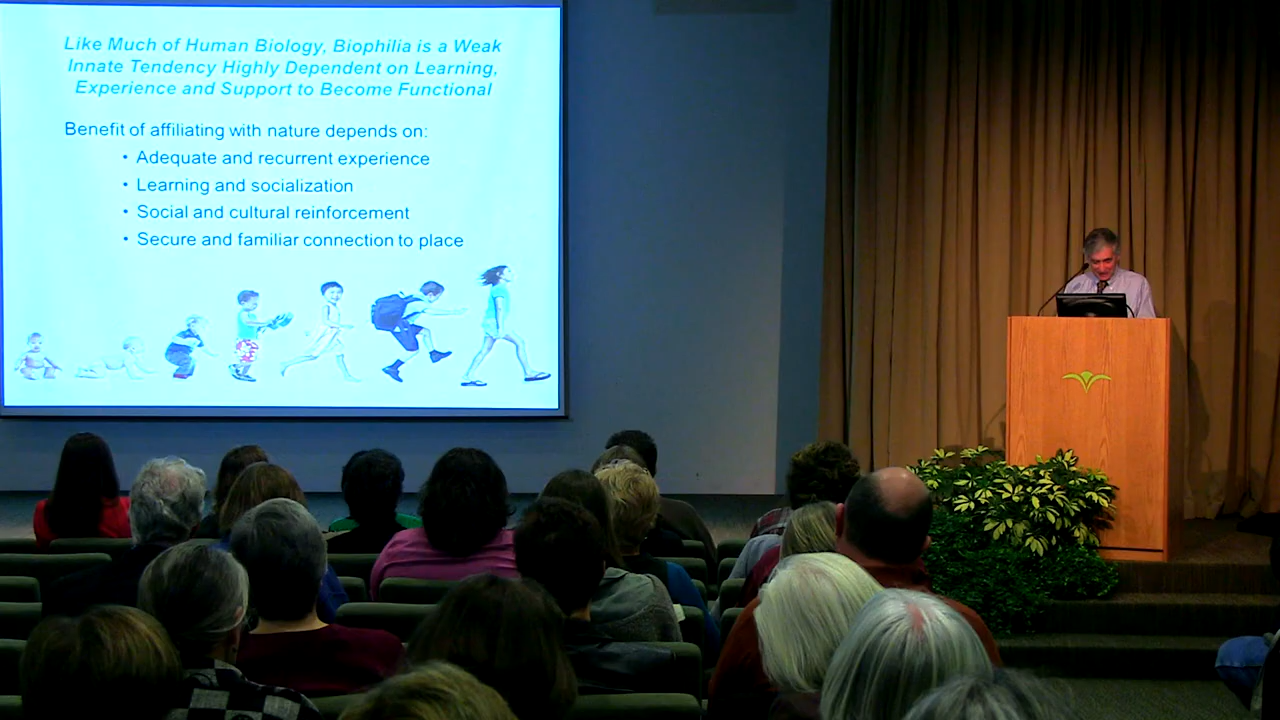 Like Much of Human Biology, Biophilia is a Weak
Innate Tendency Highly Dependent on Learning,
Experience and Support to Become Functional
Benefit of affiliating with nature depends on:
• Adequate and recurrent experience
• Learning and socialization
• Social and cultural reinforcement
• Secure and familiar connection to place